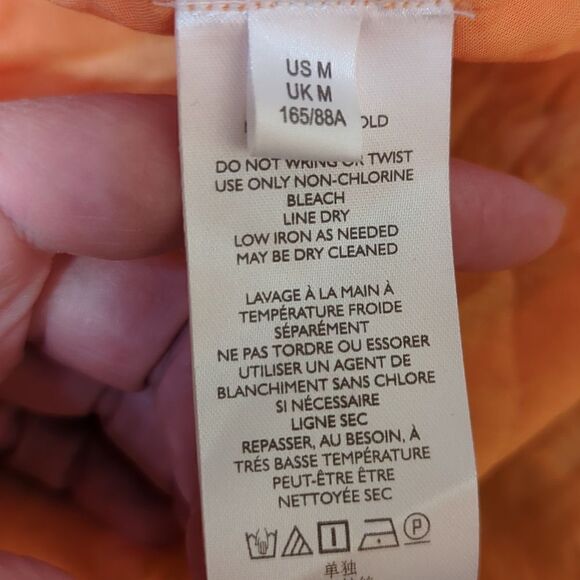 US M
UK M
165/88A
OLD
DO NOT WRING OR TWIST
USE ONLY NON-CHLORINE
BLEACH
LINE DRY
LOW IRON AS NEEDED
MAY BE DRY CLEANED
LAVAGE À LA MAIN À
TEMPÉRATURE FROIDE
SÉPARÉMENT
NE PAS TORDRE OU ESSORER
UTILISER UN AGENT DE
BLANCHIMENT SANS CHLORE
SI NÉCESSAIRE
LIGNE SEC
REPASSER, AU BESOIN, À
TRÉS BASSE TEMPÉRATURE
PEUT-ÊTRE ÊTRE
NETTOYÉE SEC
P
单独